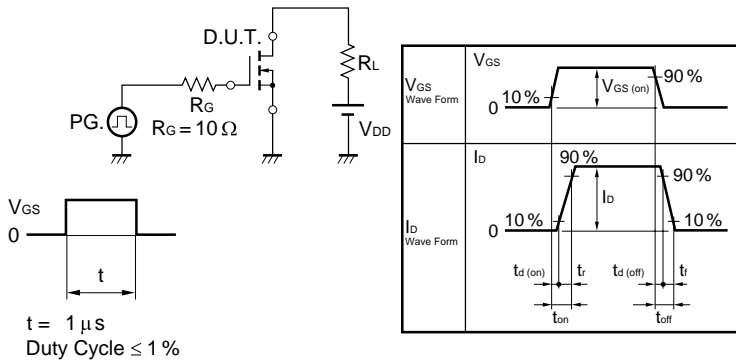 D.U.T.
RL
PG.
RG
RG = 10 Ω
VDD
VGS
0
t
t = 1 μs
Duty Cycle ≤ 1 %
VGS
Wave Form
VGS
10 %
0
VGS (on)
90 %
ID
Wave Form
ID
90 %
90 %
ID
10 %
0
10 %
td (on)
tr
td (off)
tf
ton
toff